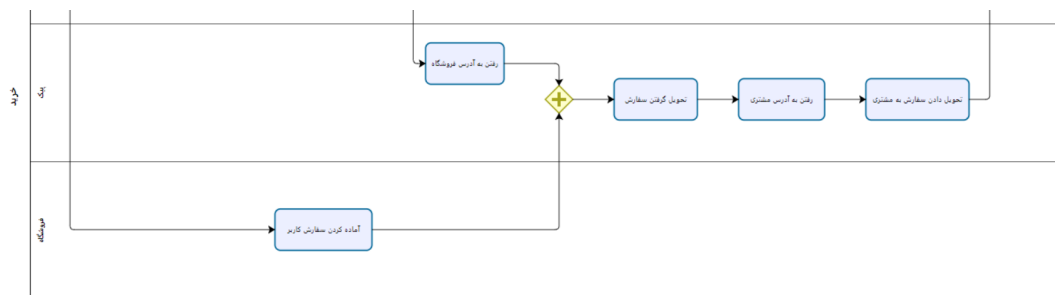 خرید
پیک
رفتن به آدرس فروشگاه
تحویل گرفتن سفارش
رفتن به آدرس مشتری
تحویل دادن سفارش به مشتری
فروشگاه
آماده کردن سفارش کاربر